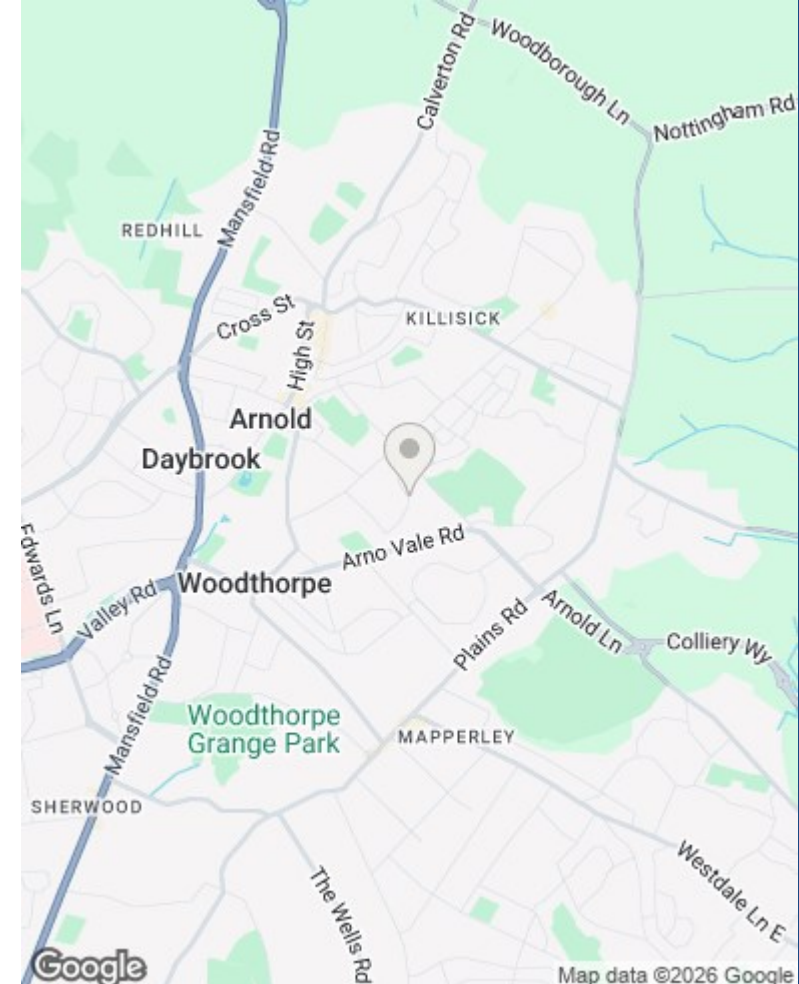 Calverton Rd
Woodborough Ln
Nottingham Rd
Mansfield Rd
REDHILL
Cross St
High St
KILLISICK
Arnold
Daybrook
Edwards Ln
Arno Vale Rd
Woodthorpe
Valley Rd
Plains Rd
Arnold Ln
Colliery Wy
Mansfield Rd
Woodthorpe
Grange Park
MAPPERLEY
SHERWOOD
The Wells Rd
Westdale Ln E
Google
Map data ©2026 Google